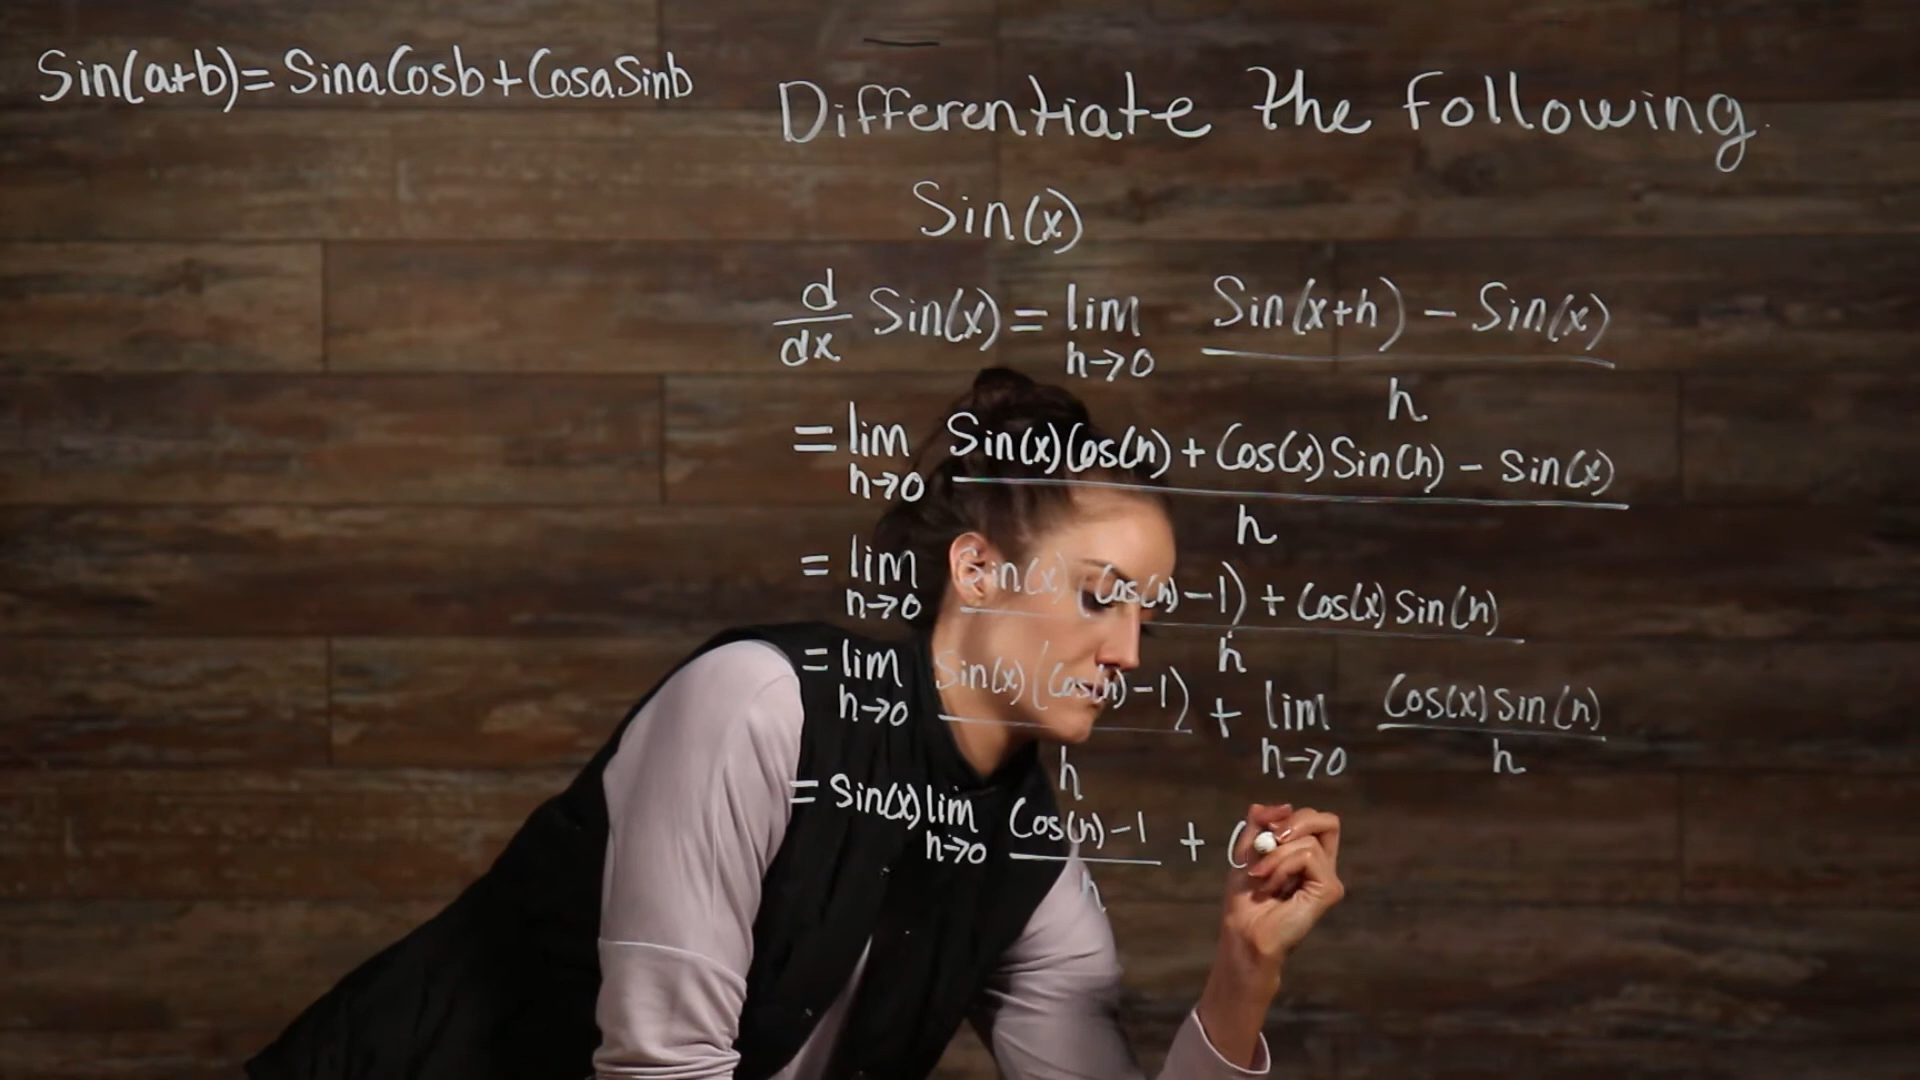 Sin(a+b)= SinaCosb + CosaSinb
Differentiate the following.
Sin(x)
d/dx Sin(x) = lim h→0 Sin(x+h) - Sin(x) / h
= lim h→0 Sin(x)Cos(h) + Cos(x)Sin(h) - Sin(x) / h
= lim h→0 Sin(x)(Cos(h)-1) + Cos(x)Sin(h) / h
= lim h→0 Sin(x)(Cos(h)-1) / h + lim h→0 Cos(x)Sin(h) / h
= Sin(x) lim h→0 Cos(h)-1 / h + C